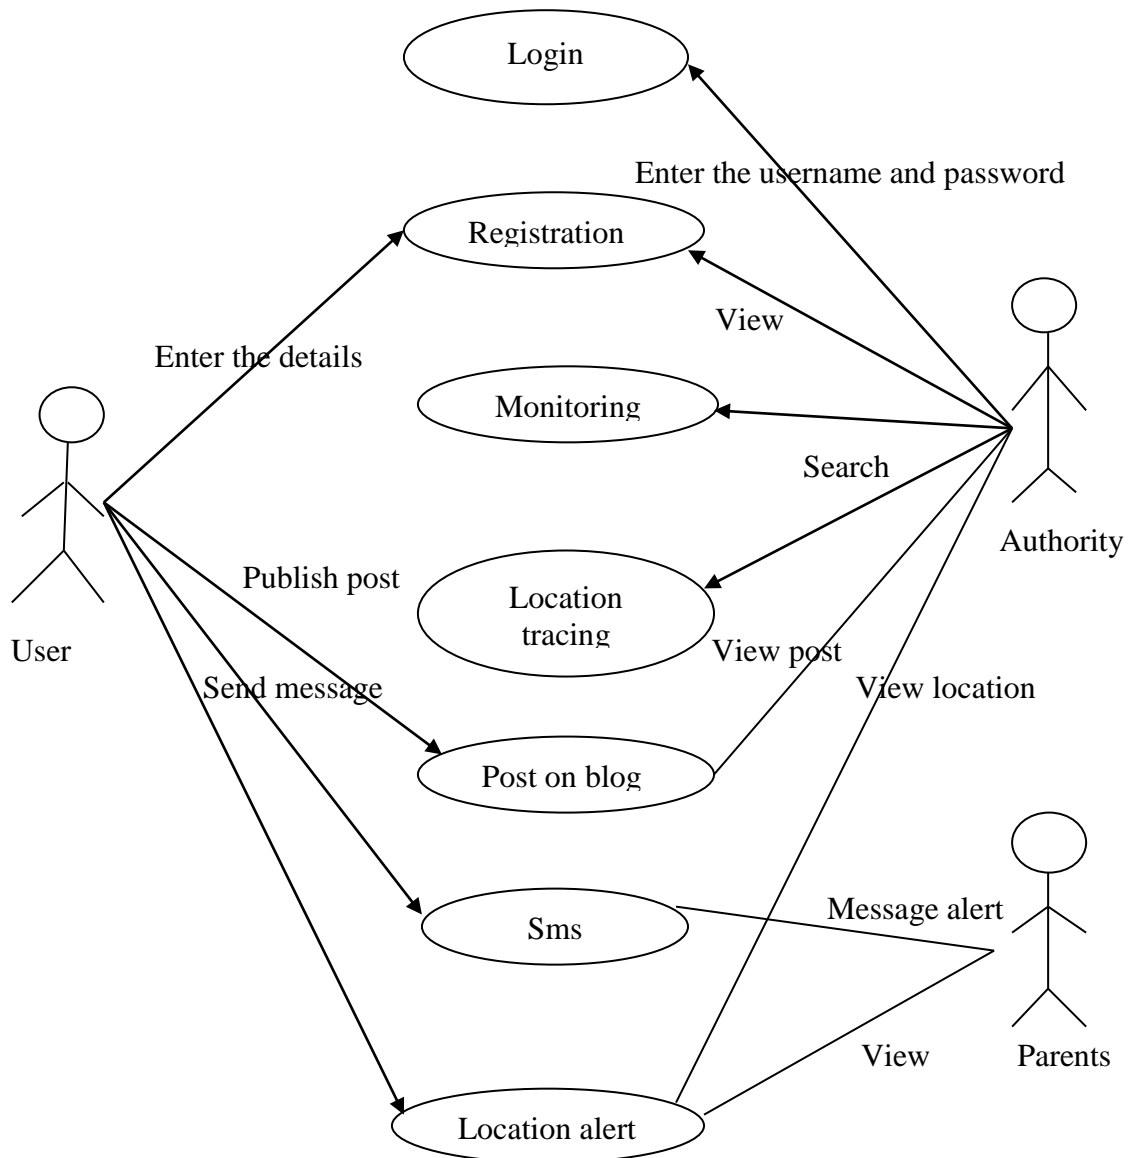 Login
Enter the username and password
Registration
View
Enter the details
Monitoring
Search
Authority
Publish post
Location
tracing
User
View post
Send message
View location
Post on blog
Message alert
Sms
View
Parents
Location alert